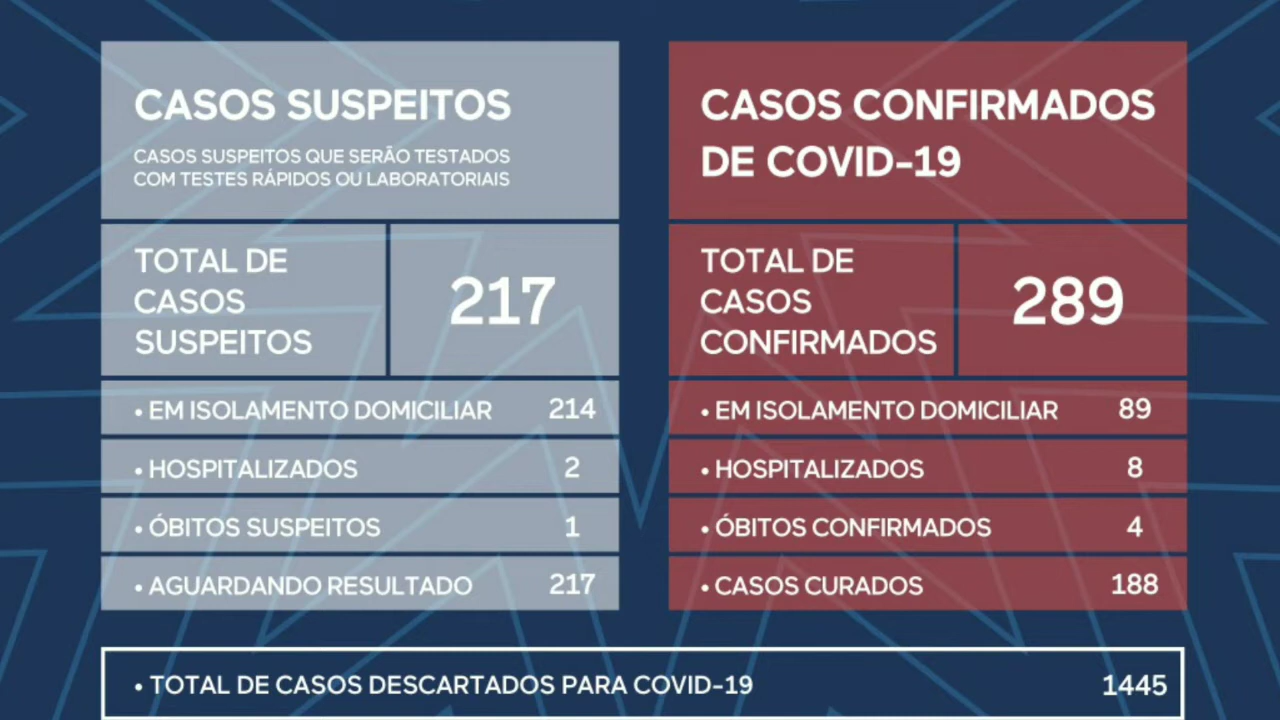 CASOS SUSPEITOS
CASOS SUSPEITOS QUE SERÃO TESTADOS
COM TESTES RÁPIDOS OU LABORATORIAIS
TOTAL DE
CASOS
SUSPEITOS
217
• EM ISOLAMENTO DOMICILIAR 214
• HOSPITALIZADOS 2
• ÓBITOS SUSPEITOS 1
• AGUARDANDO RESULTADO 217
CASOS CONFIRMADOS
DE COVID-19
TOTAL DE
CASOS
CONFIRMADOS
289
• EM ISOLAMENTO DOMICILIAR 89
• HOSPITALIZADOS 8
• ÓBITOS CONFIRMADOS 4
• CASOS CURADOS 188
• TOTAL DE CASOS DESCARTADOS PARA COVID-19 1445